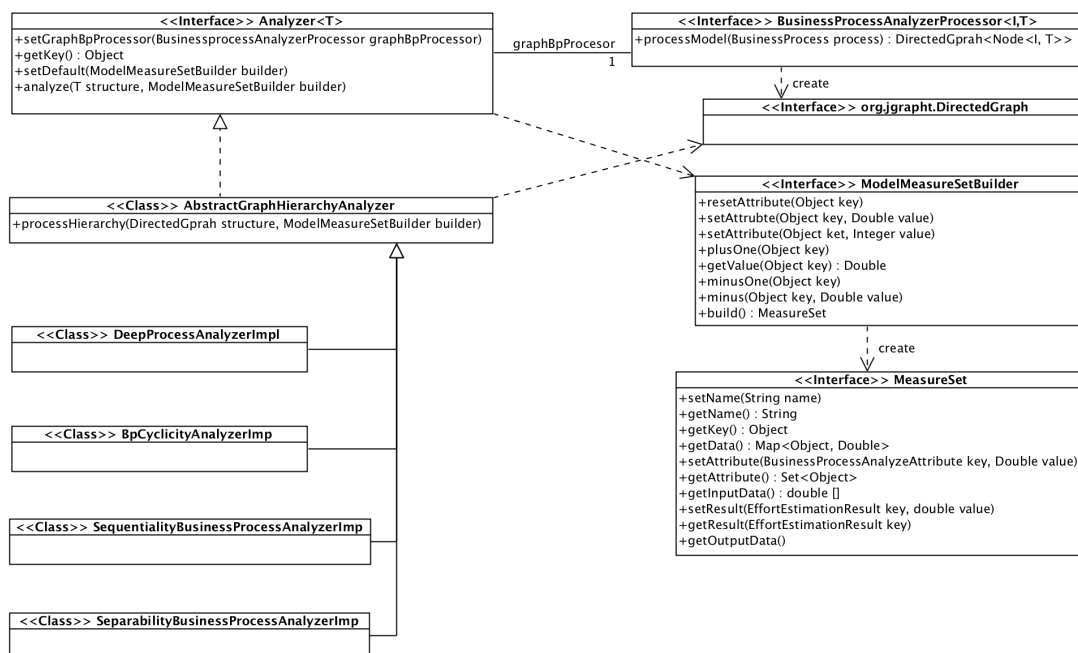 <<Interface>> Analyzer<T>
+setGraphBpProcessor(BusinessprocessAnalyzerProcessor graphBpProcessor)
+getKey() : Object
+setDefault(ModelMeasureSetBuilder builder)
+analyze(T structure, ModelMeasureSetBuilder builder)
graphBpProcesor
1
<<Interface>> BusinessProcessAnalyzerProcessor<I,T>
+processModel(BusinessProcess process) : DirectedGprah<Node<I, T>>
create
<<Interface>> org.jgrapht.DirectedGraph
<<Class>> AbstractGraphHierarchyAnalyzer
+processHierarchy(DirectedGprah structure, ModelMeasureSetBuilder builder)
<<Interface>> ModelMeasureSetBuilder
+resetAttribute(Object key)
+setAttrubte(Object key, Double value)
+setAttribute(Object ket, Integer value)
+plusOne(Object key)
+getValue(Object key) : Double
+minusOne(Object key)
+minus(Object key, Double value)
+build() : MeasureSet
create
<<Class>> DeepProcessAnalyzerImpl
<<Class>> BpCyclicityAnalyzerImp
<<Class>> SequentialityBusinessProcessAnalyzerImp
<<Class>> SeparabilityBusinessProcessAnalyzerImp
<<Interface>> MeasureSet
+setName(String name)
+getName() : String
+getKey() : Object
+getData() : Map<Object, Double>
+setAttribute(BusinessProcessAnalyzeAttribute key, Double value)
+getAttribute() : Set<Object>
+getInputData() : double []
+setResult(EffortEstimationResult key, double value)
+getResult(EffortEstimationResult key)
+getOutputData()